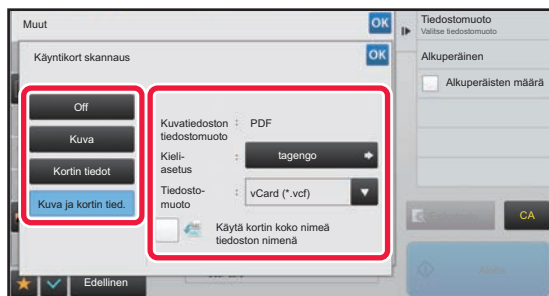 Muut
OK
Käyntikort skannaus
OK
Off
Kuva
Kortin tiedot
Kuva ja kortin tied.
Kuvatiedoston : PDF
tiedostomuoto
Kieli- : tagengo
asetus
Tiedosto- : vCard (*.vcf)
muoto
Käytä kortin koko nimeä
tiedoston nimenä
Edellinen
Tiedostomuoto
Valitse tiedostomuoto
Alkuperäinen
Alkuperäisten määrä
CA